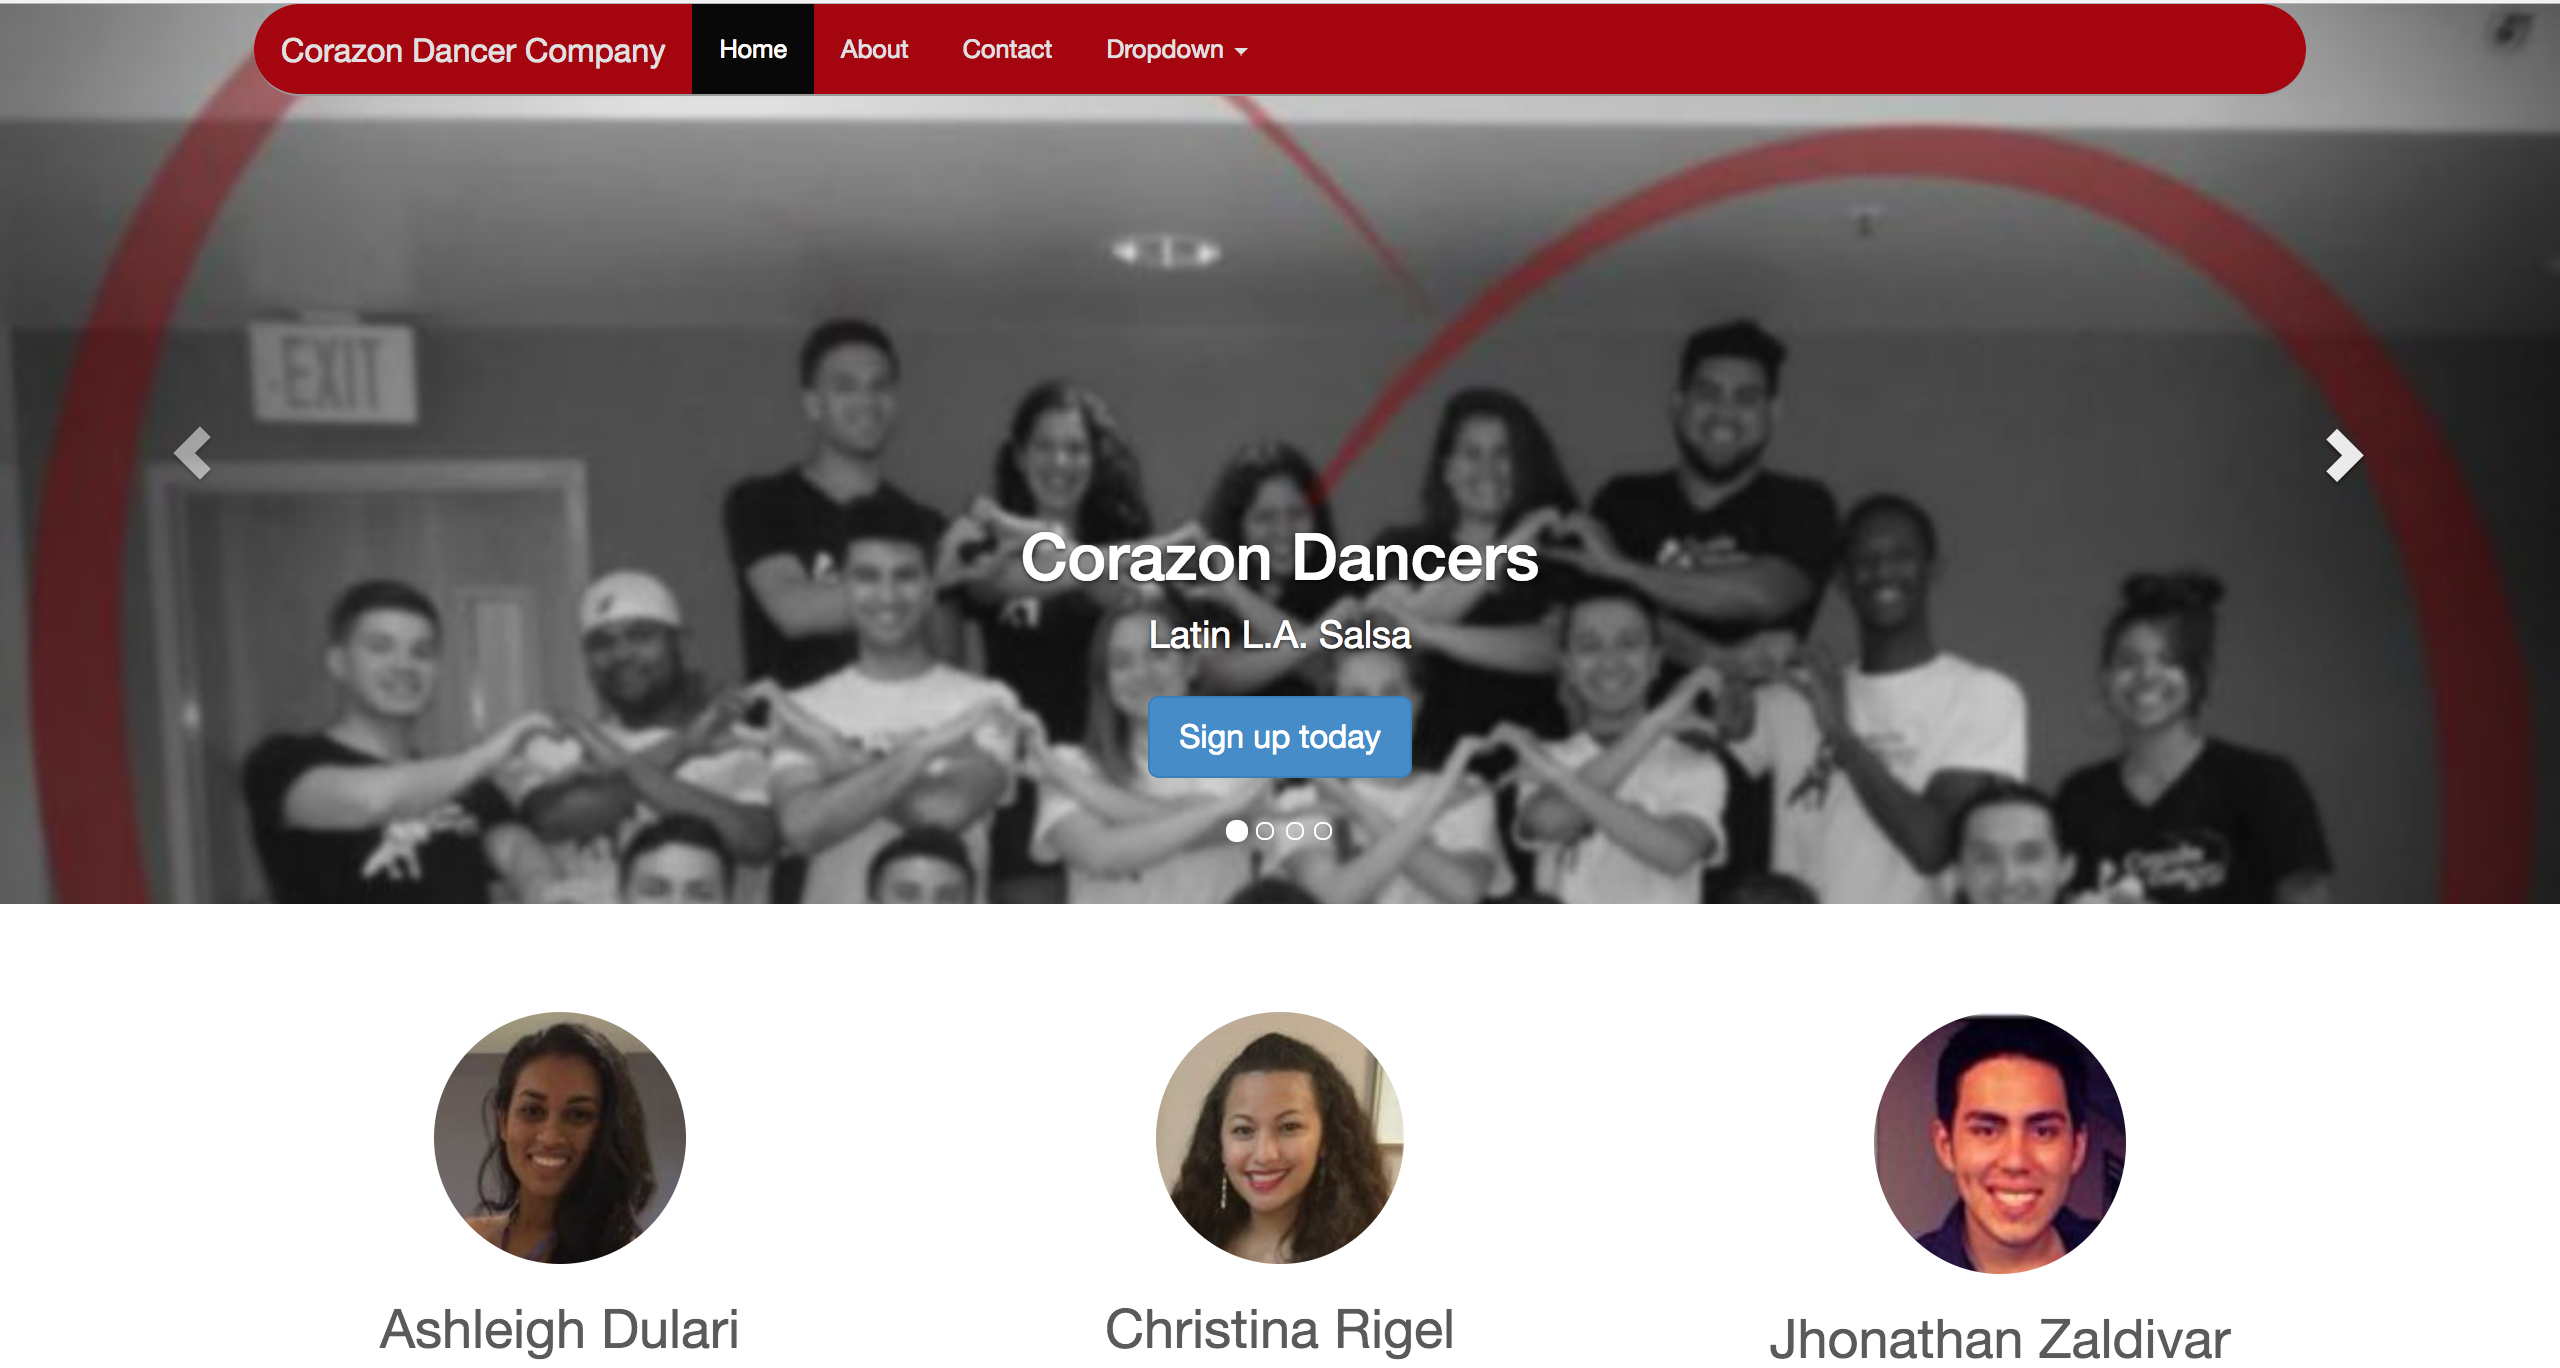 Corazon Dancer Company Home About Contact Dropdown
EXIT
Corazon Dancers
Latin L.A. Salsa
Sign up today
Ashleigh Dulari
Christina Rigel
Jhonathan Zaldivar